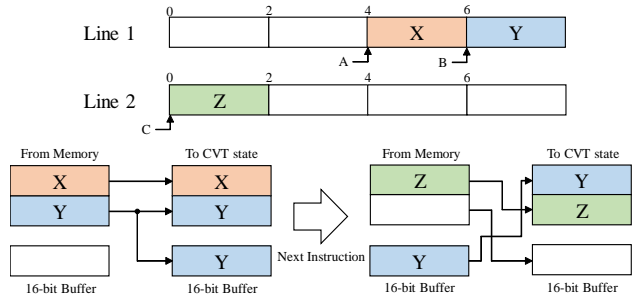 0 2 4 6
Line 1 X Y
A B
0 2 4 6
Line 2 Z
C
From Memory To CVT state From Memory To CVT state
X X Z Y
Y Y Z
Next Instruction
Y Y
16-bit Buffer 16-bit Buffer 16-bit Buffer 16-bit Buffer